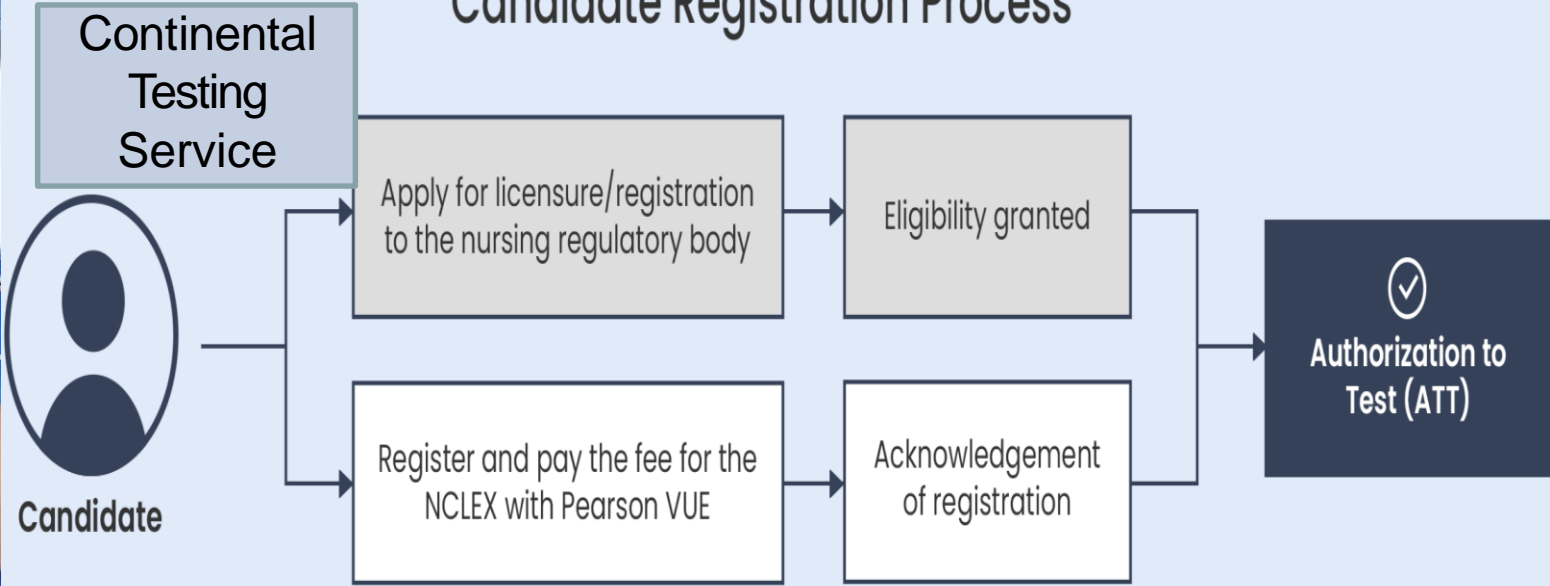 Candidate Registration Process
Continental
Testing
Service
Apply for licensure/registration
to the nursing regulatory body
Eligibility granted
Authorization to
Test (ATT)
Register and pay the fee for the
NCLEX with Pearson VUE
Acknowledgement
of registration
Candidate